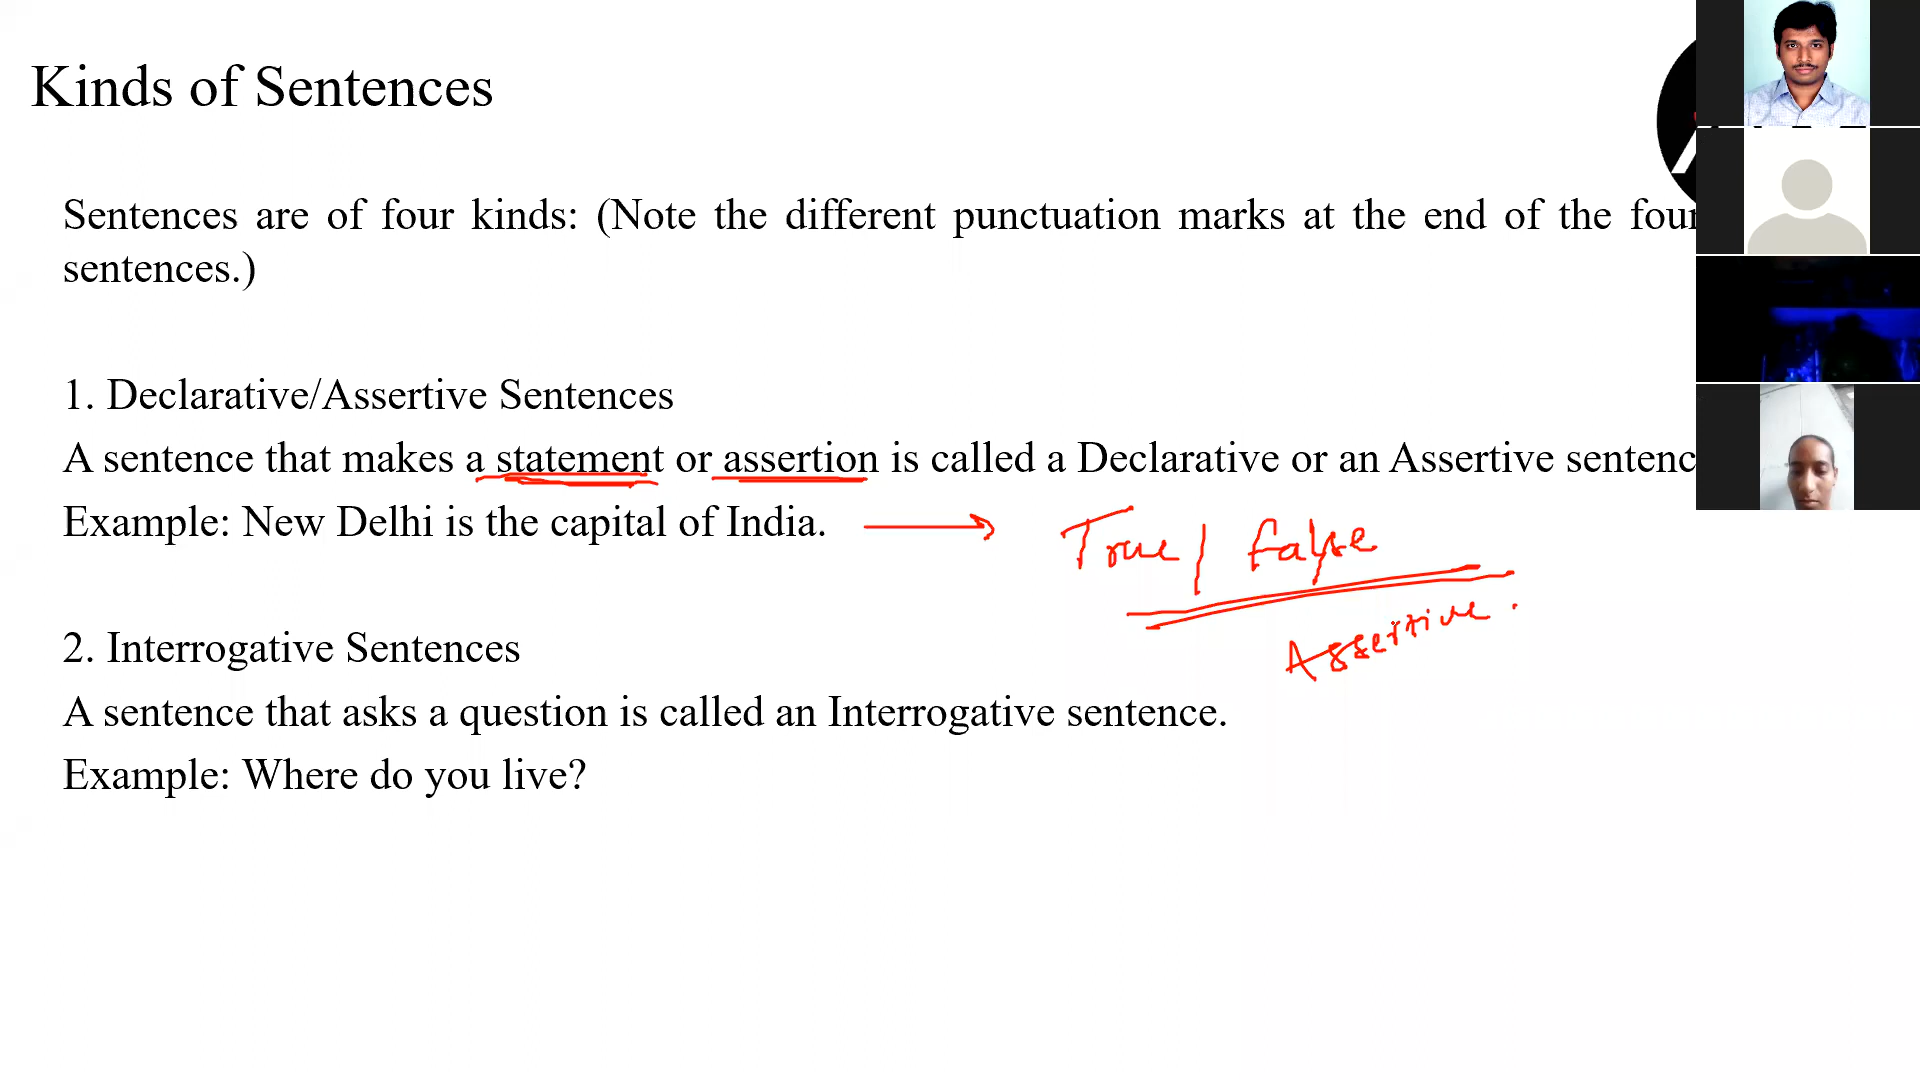 Kinds of Sentences
Sentences are of four kinds: (Note the different punctuation marks at the end of the four
sentences.)
1. Declarative/Assertive Sentences
A sentence that makes a statement or assertion is called a Declarative or an Assertive sentenc
Example: New Delhi is the capital of India.
True/ False
Assertive.
2. Interrogative Sentences
A sentence that asks a question is called an Interrogative sentence.
Example: Where do you live?